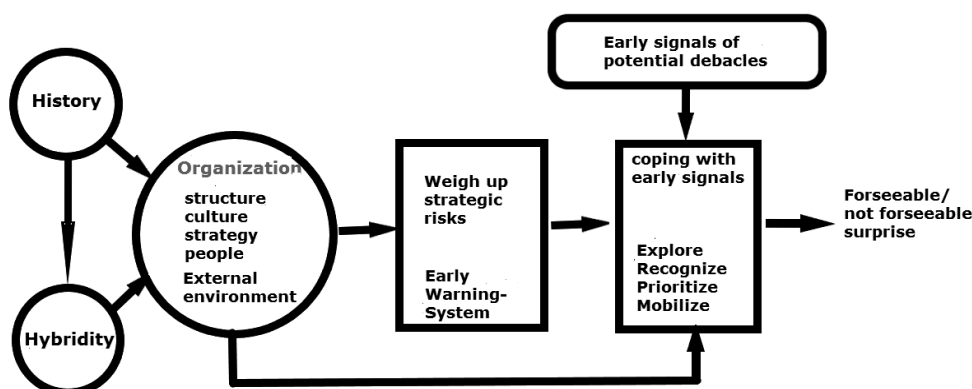 History
Hybridity
Organization
structure
culture
strategy
people
External
environment
Weigh up
strategic
risks
Early
Warning-
System
Early signals of
potential debacles
coping with
early signals
Explore
Recognize
Prioritize
Mobilize
Forseeable/
not forseeable
surprise